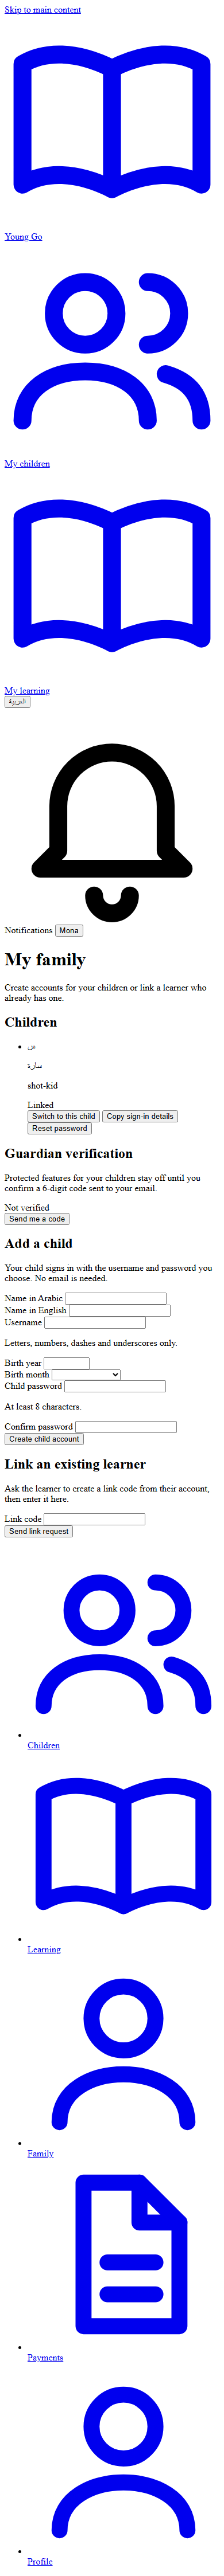 Skip to main content
Young Go
My children
My learning
العربية
Notifications Mona
My family
Create accounts for your children or link a learner who
already has one.
Children
س
سارة
shot-kid
Linked
Switch to this child Copy sign-in details
Reset password
Guardian verification
Protected features for your children stay off until you
confirm a 6-digit code sent to your email.
Not verified
Send me a code
Add a child
Your child signs in with the username and password you
choose. No email is needed.
Name in Arabic
Name in English
Username
Letters, numbers, dashes and underscores only.
Birth year
Birth month
Child password
At least 8 characters.
Confirm password
Create child account
Link an existing learner
Ask the learner to create a link code from their account,
then enter it here.
Link code
Send link request
Children
Learning
Family
Payments
Profile